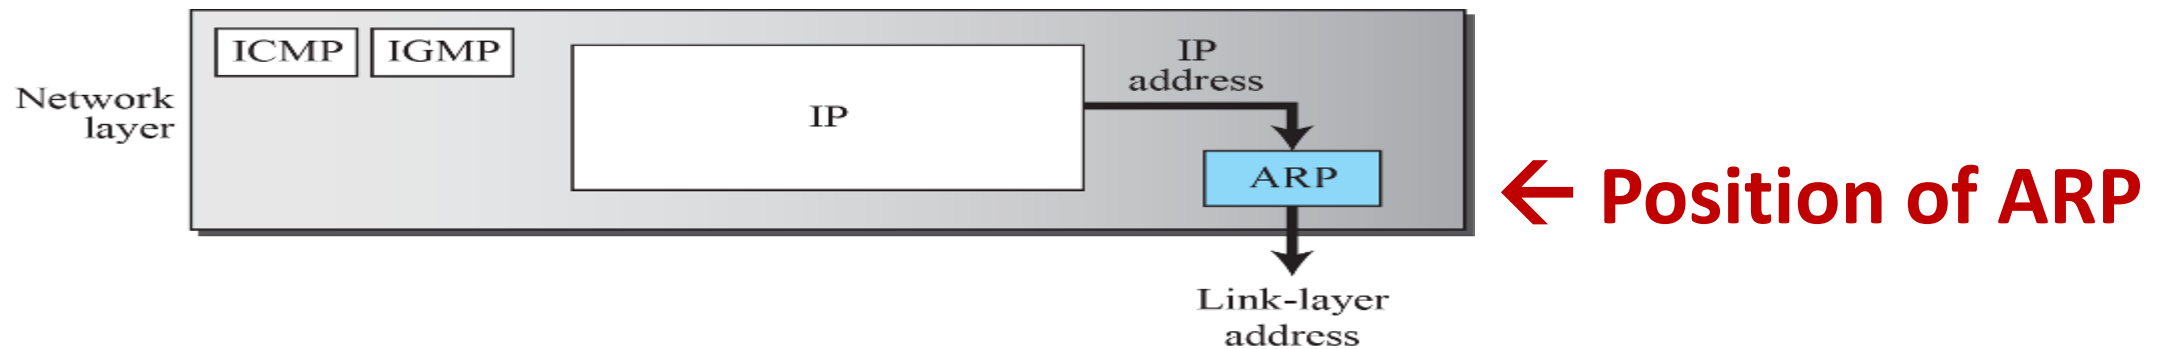 ICMP
IGMP
Network
layer
IP
IP
address
ARP
← Position of ARP
Link-layer
address